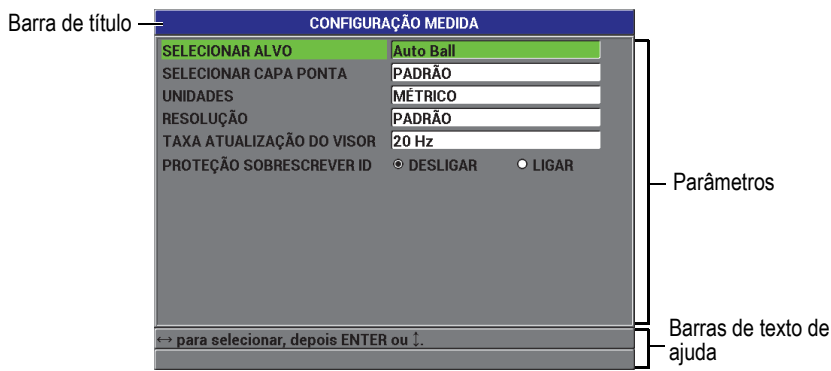 Barra de título
CONFIGURAÇÃO MEDIDA
SELECIONAR ALVO Auto Ball
SELECIONAR CAPA PONTA PADRÃO
UNIDADES MÉTRICO
RESOLUÇÃO PADRÃO
TAXA ATUALIZAÇÃO DO VISOR 20 Hz
PROTEÇÃO SOBRESCREVER ID DESLIGAR LIGAR
Parâmetros
↔ para selecionar, depois ENTER ou ↕.
Barras de texto de
ajuda